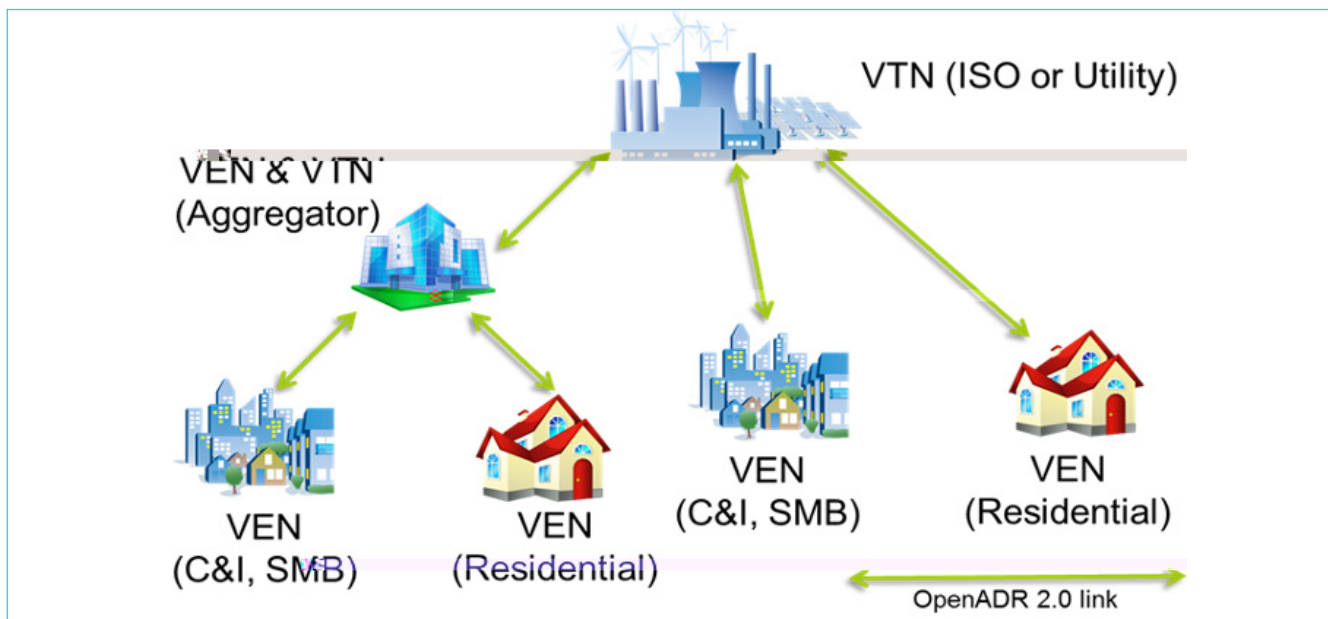 VTN (ISO or Utility)
VEN & VTN
(Aggregator)
VEN
(C&I, SMB)
VEN
(Residential)
VEN
(C&I, SMB)
VEN
(Residential)
OpenADR 2.0 link